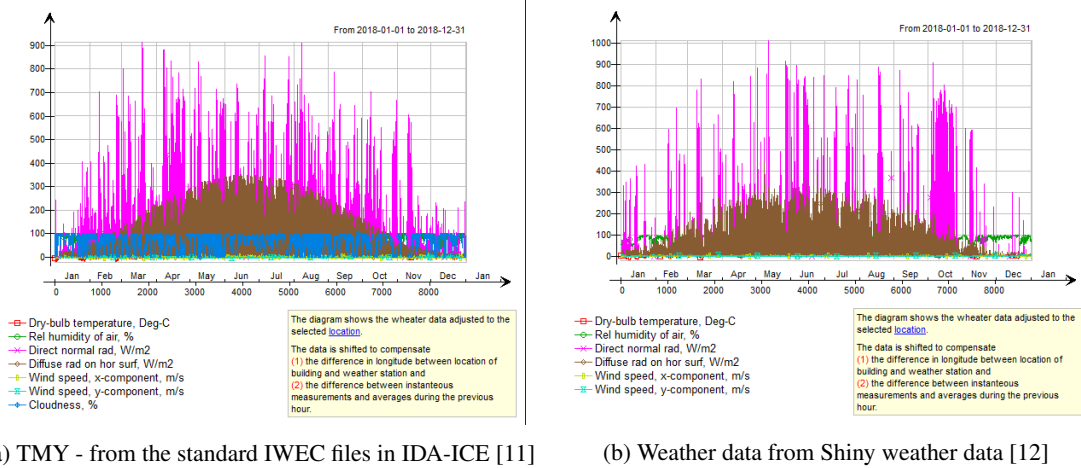 From 2018-01-01 to 2018-12-31
900
800
700
600
500
400
300
200
100
0
Jan Feb Mar Apr May Jun Jul Aug Sep Oct Nov Dec Jan
0 1000 2000 3000 4000 5000 6000 7000 8000
Dry-bulb temperature, Deg-C
Rel humidity of air, %
Direct normal rad, W/m2
Diffuse rad on hor surf, W/m2
Wind speed, x-component, m/s
Wind speed, y-component, m/s
Cloudness, %
The diagram shows the wheater data adjusted to the
selected location.
The data is shifted to compensate
(1) the difference in longitude between location of
building and weather station and
(2) the difference between instanteous
measurements and averages during the previous
hour.
) TMY - from the standard IWEC files in IDA-ICE [11]
From 2018-01-01 to 2018-12-31
1000
900
800
700
600
500
400
300
200
100
0
Jan Feb Mar Apr May Jun Jul Aug Sep Oct Nov Dec Jan
0 1000 2000 3000 4000 5000 6000 7000 8000
Dry-bulb temperature, Deg-C
Rel humidity of air, %
Direct normal rad, W/m2
Diffuse rad on hor surf, W/m2
Wind speed, x-component, m/s
Wind speed, y-component, m/s
The diagram shows the wheater data adjusted to the
selected location.
The data is shifted to compensate
(1) the difference in longitude between location of
building and weather station and
(2) the difference between instanteous
measurements and averages during the previous
hour.
(b) Weather data from Shiny weather data [12]